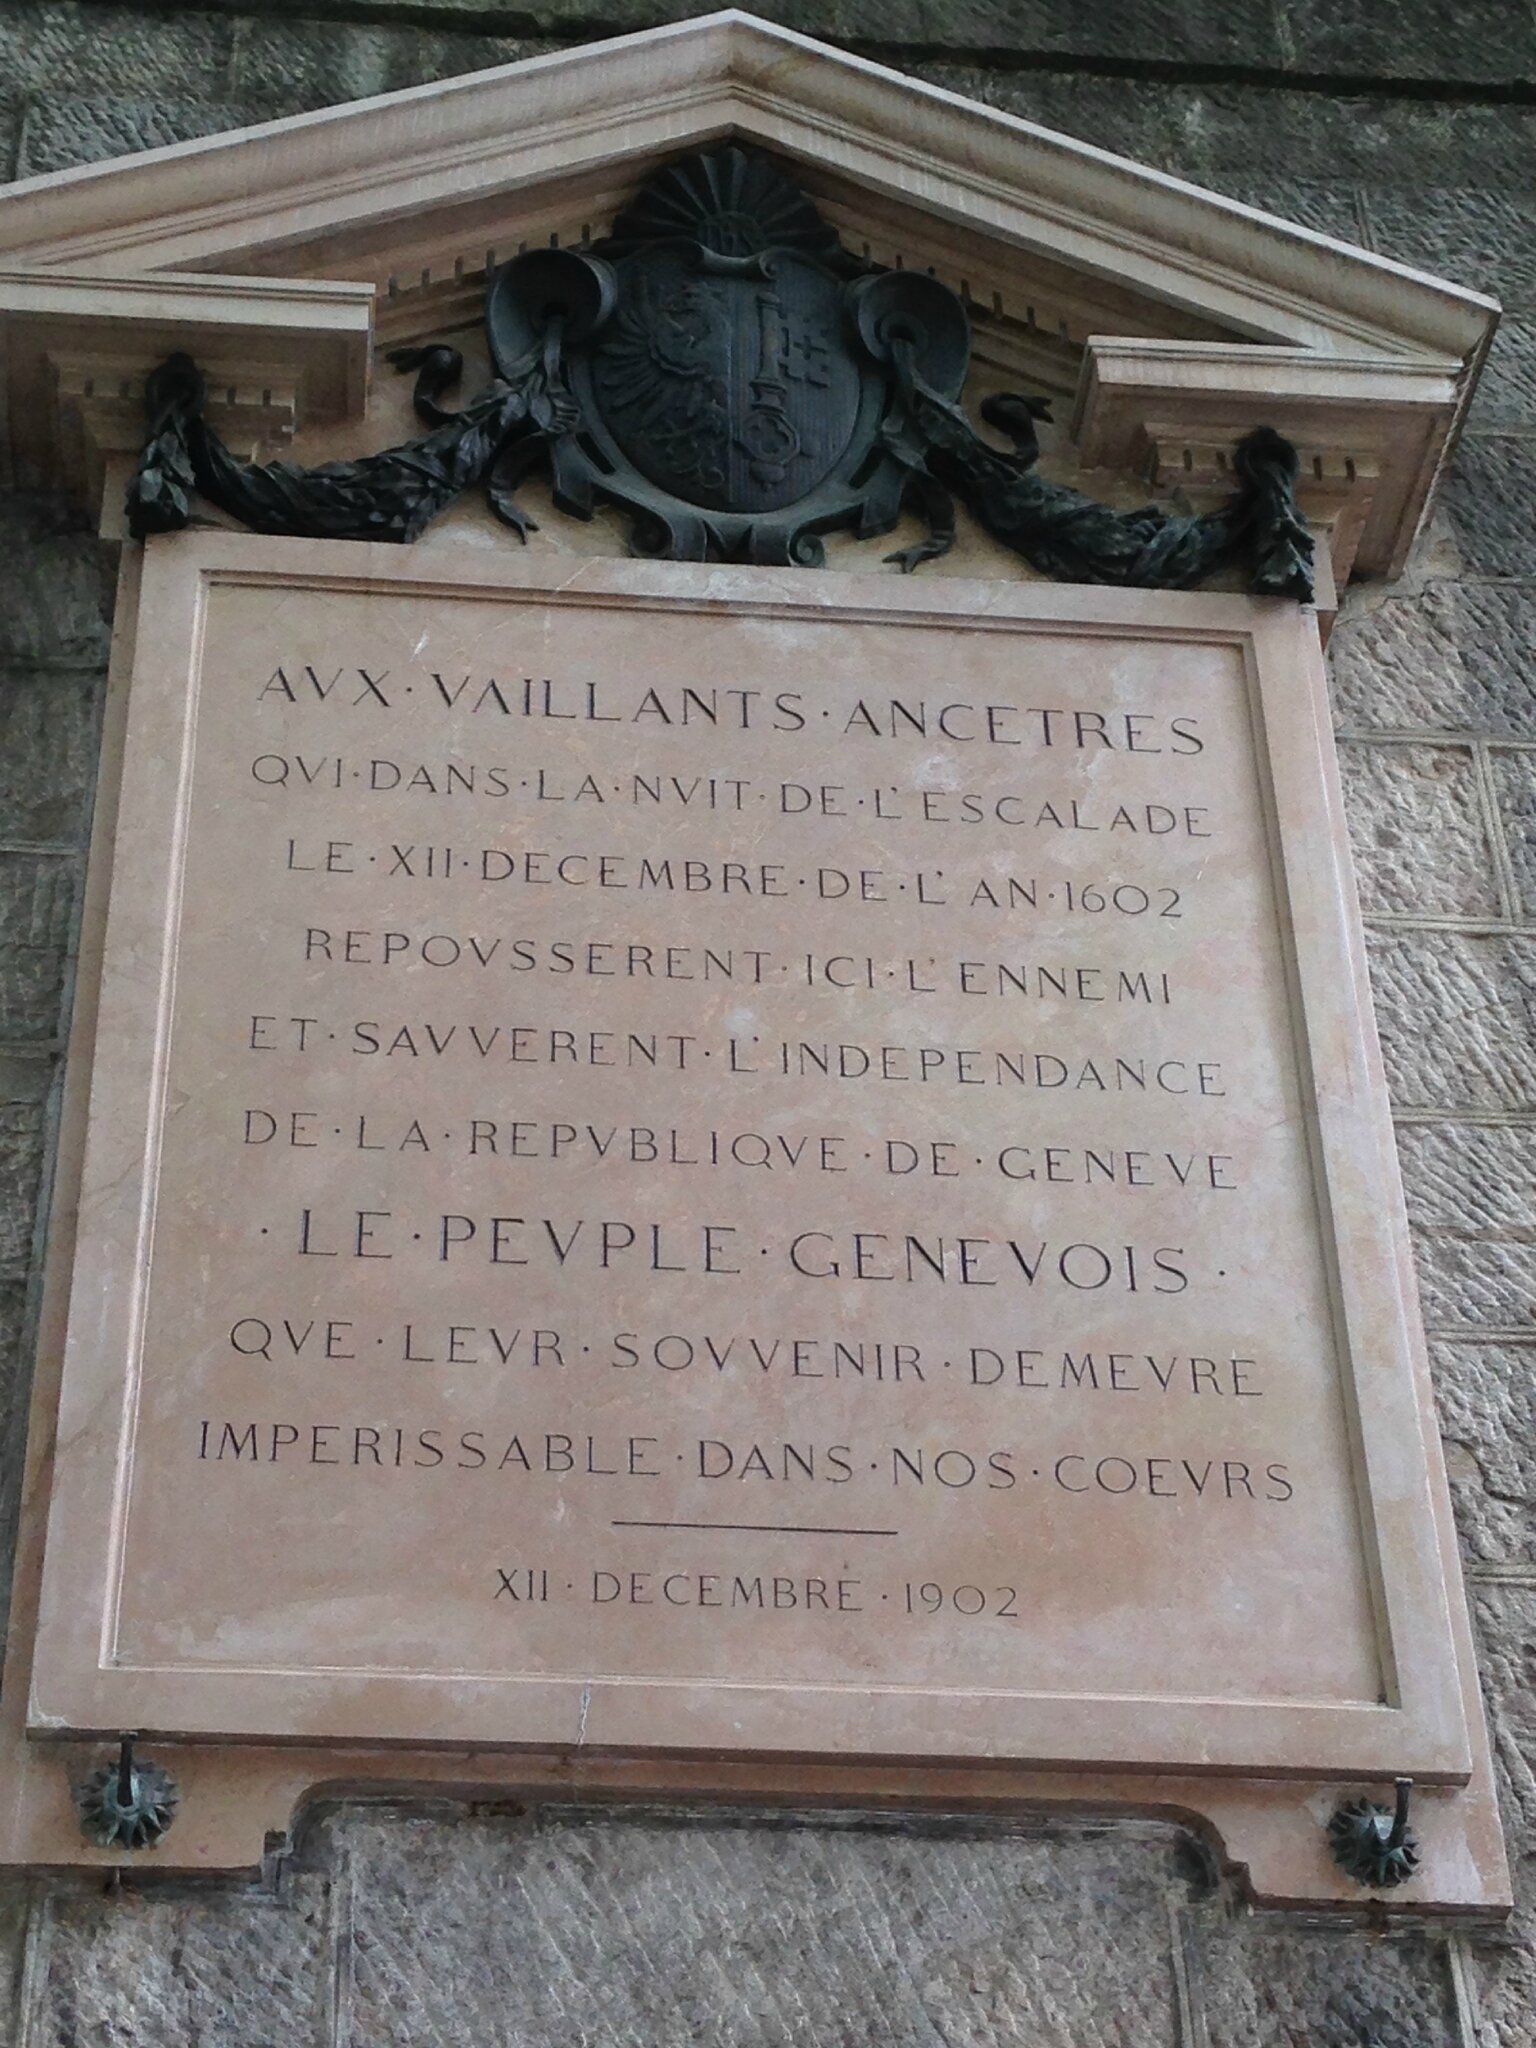 AVX·VAILLANTS·ANCETRES
QVI·DANS·LA·NVIT·DE·L'ESCALADE
LE·XII·DECEMBRE·DE·L'AN·1602
REPOVSSERENT·ICI·L'ENNEMI
ET·SAVVERENT·L'INDEPENDANCE
DE·LA·REPVBLIQVE·DE·GENEVE
·LE·PEVPLE·GENEVOIS·
QVE·LEVR·SOVVENIR·DEMEVRE
IMPERISSABLE·DANS·NOS·COEVRS
XII·DECEMBRE·1902